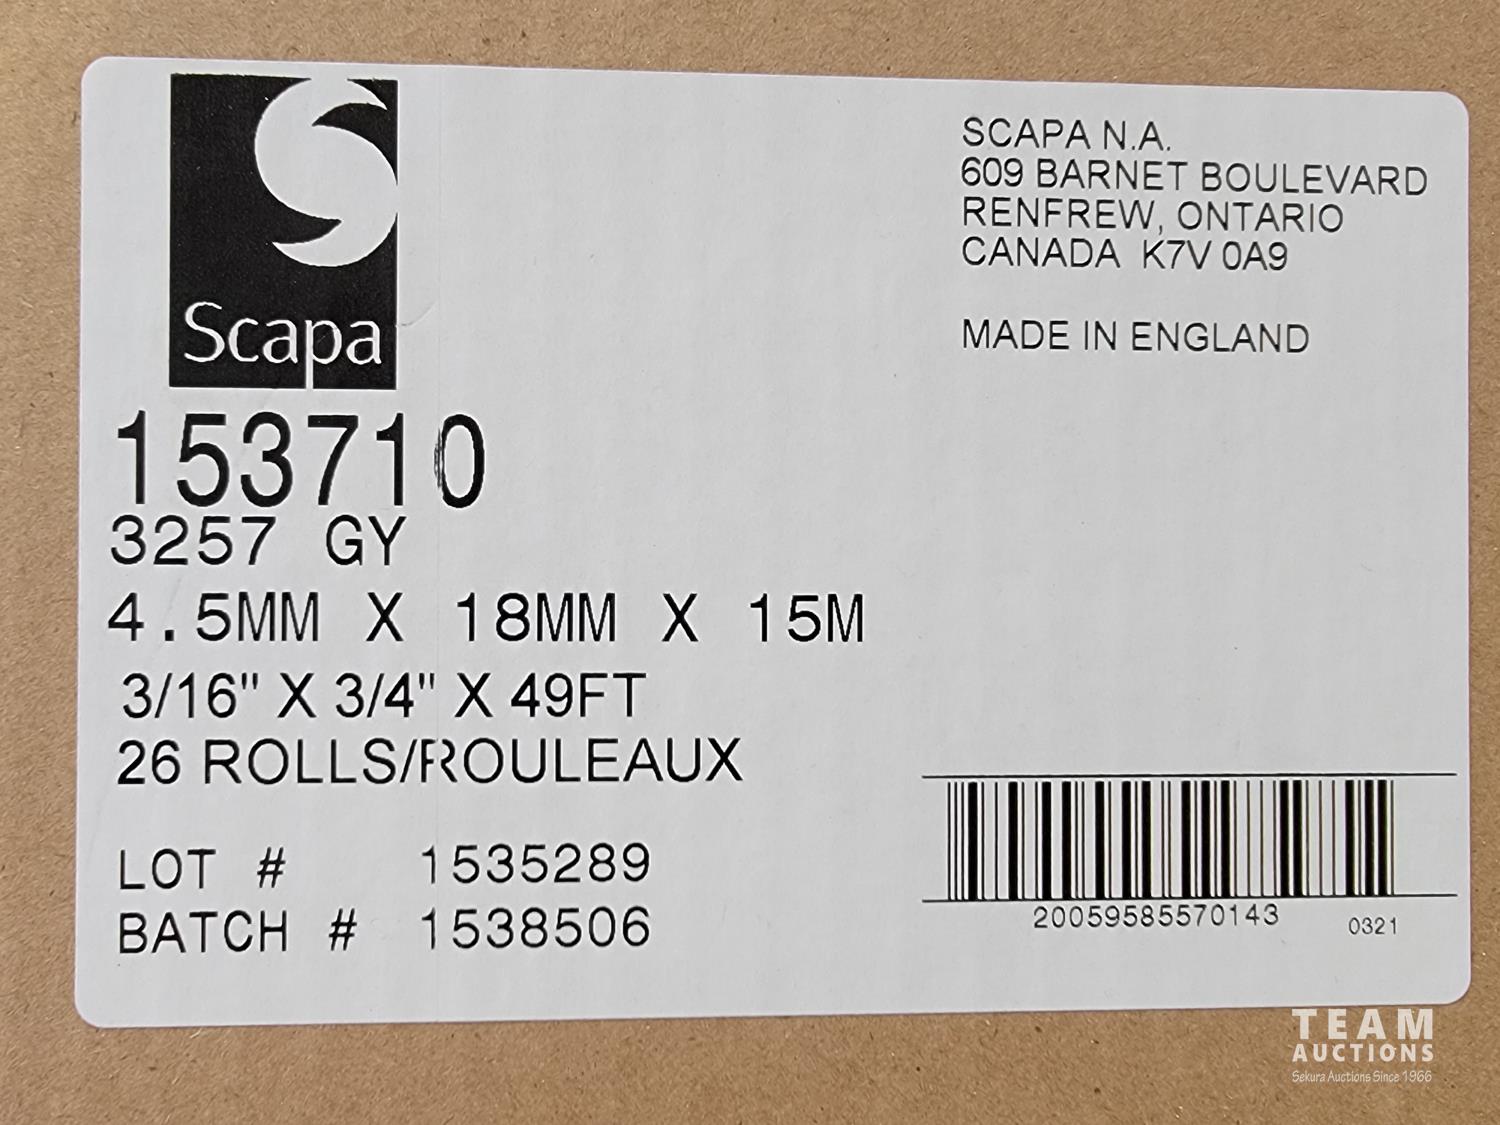 Scapa
SCAPA N.A.
609 BARNET BOULEVARD
RENFREW, ONTARIO
CANADA K7V 0A9
MADE IN ENGLAND
153710
3257 GY
4.5MM X 18MM X 15M
3/16" X 3/4" X 49FT
26 ROLLS/ROULEAUX
LOT # 1535289
BATCH # 1538506
20059585570143
0321
TEAM
AUCTIONS
Sekura Auctions Since 1966